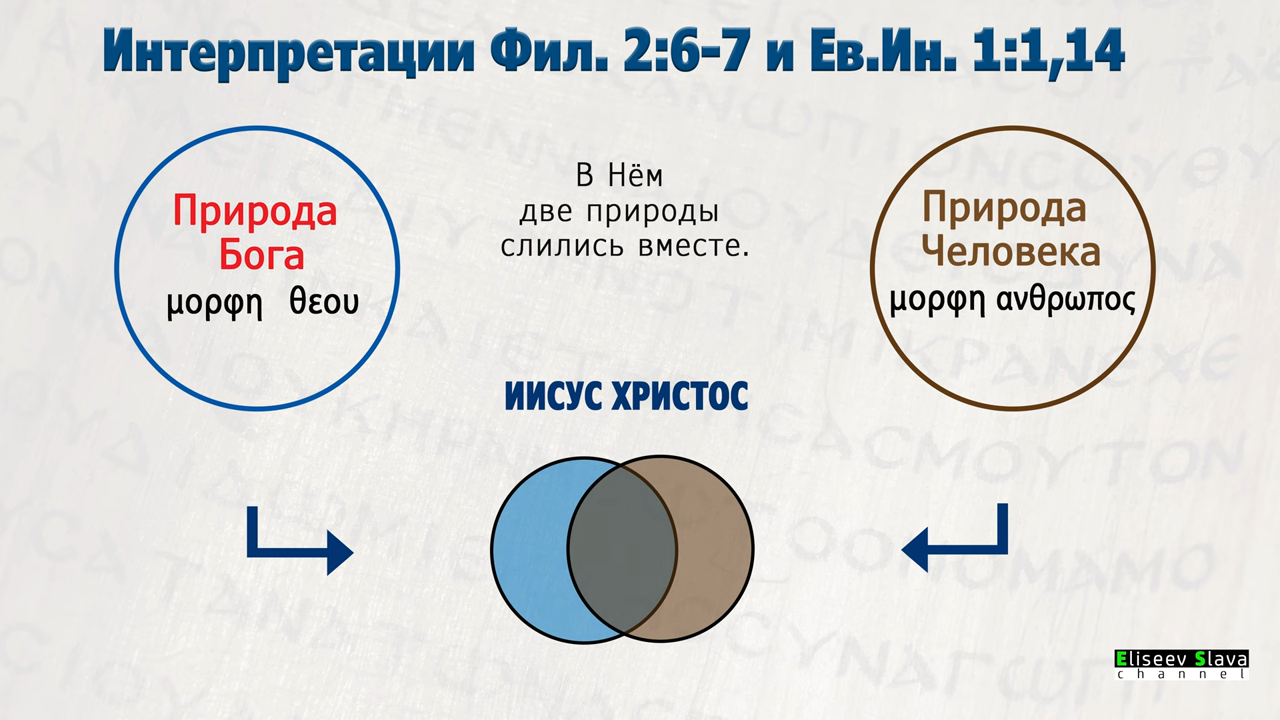 Интерпретации Фил. 2:6-7 и Ев.Ин. 1:1,14
Природа
Бога
μορφη θεου
В Нём
две природы
слились вместе.
Природа
Человека
μορφη ανθρωπος
ИИСУС ХРИСТОС
Eliseev Slava
channel